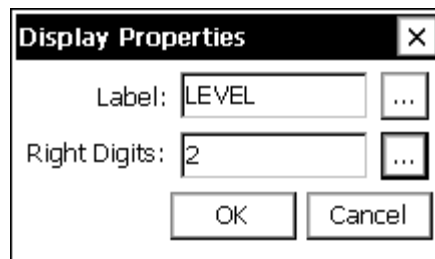 Display Properties ×
Label: LEVEL ...
Right Digits: 2 ...
OK Cancel